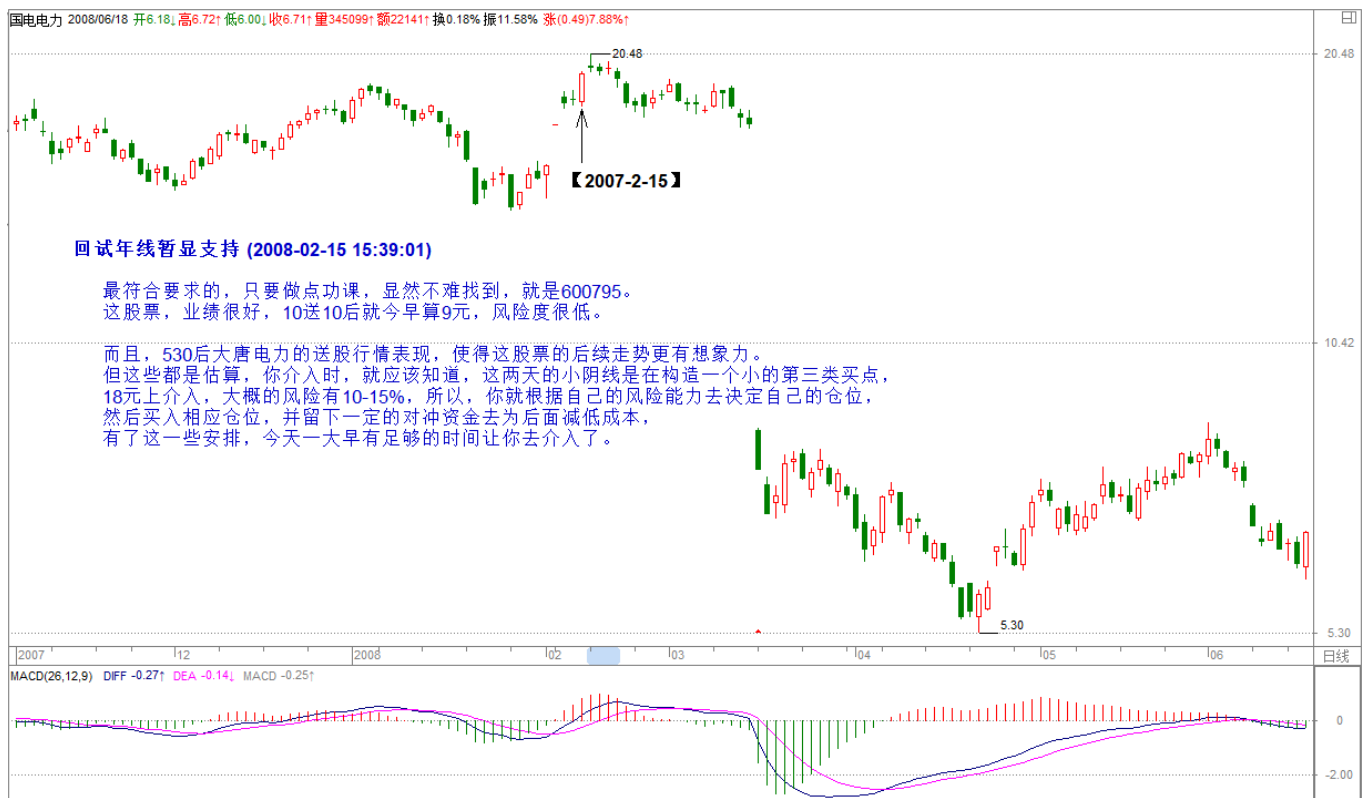 国电电力 2008/06/18 开6.18↓高6.72↑低6.00↓收6.71↑量345099↑额22141↑换0.18% 振11.58% 涨(0.49)7.88%↑
20.48
20.48
【2007-2-15】
回试年线暂显支持 (2008-02-15 15:39:01)
最符合要求的，只要做点功课，显然不难找到，就是600795。
这股票，业绩很好，10送10后就今早算9元，风险度很低。
10.42
而且，530后大唐电力的送股行情表现，使得这股票的后续走势更有想象力。
但这些都是估算，你介入时，就应该知道，这两天的小阴线是在构造一个小的第三类买点，
18元上介入，大概的风险有10-15%，所以，你就根据自己的风险能力去决定自己的仓位，
然后买入相应仓位，并留下一定的对冲资金去为后面减低成本，
有了这一些安排，今天一大早有足够的时间让你去介入了。
5.30
5.30
2007 12 2008 02 03 04 05 06 日线
MACD(26,12,9) DIFF -0.27↑ DEA -0.14↓ MACD -0.25↑
0
-2.00